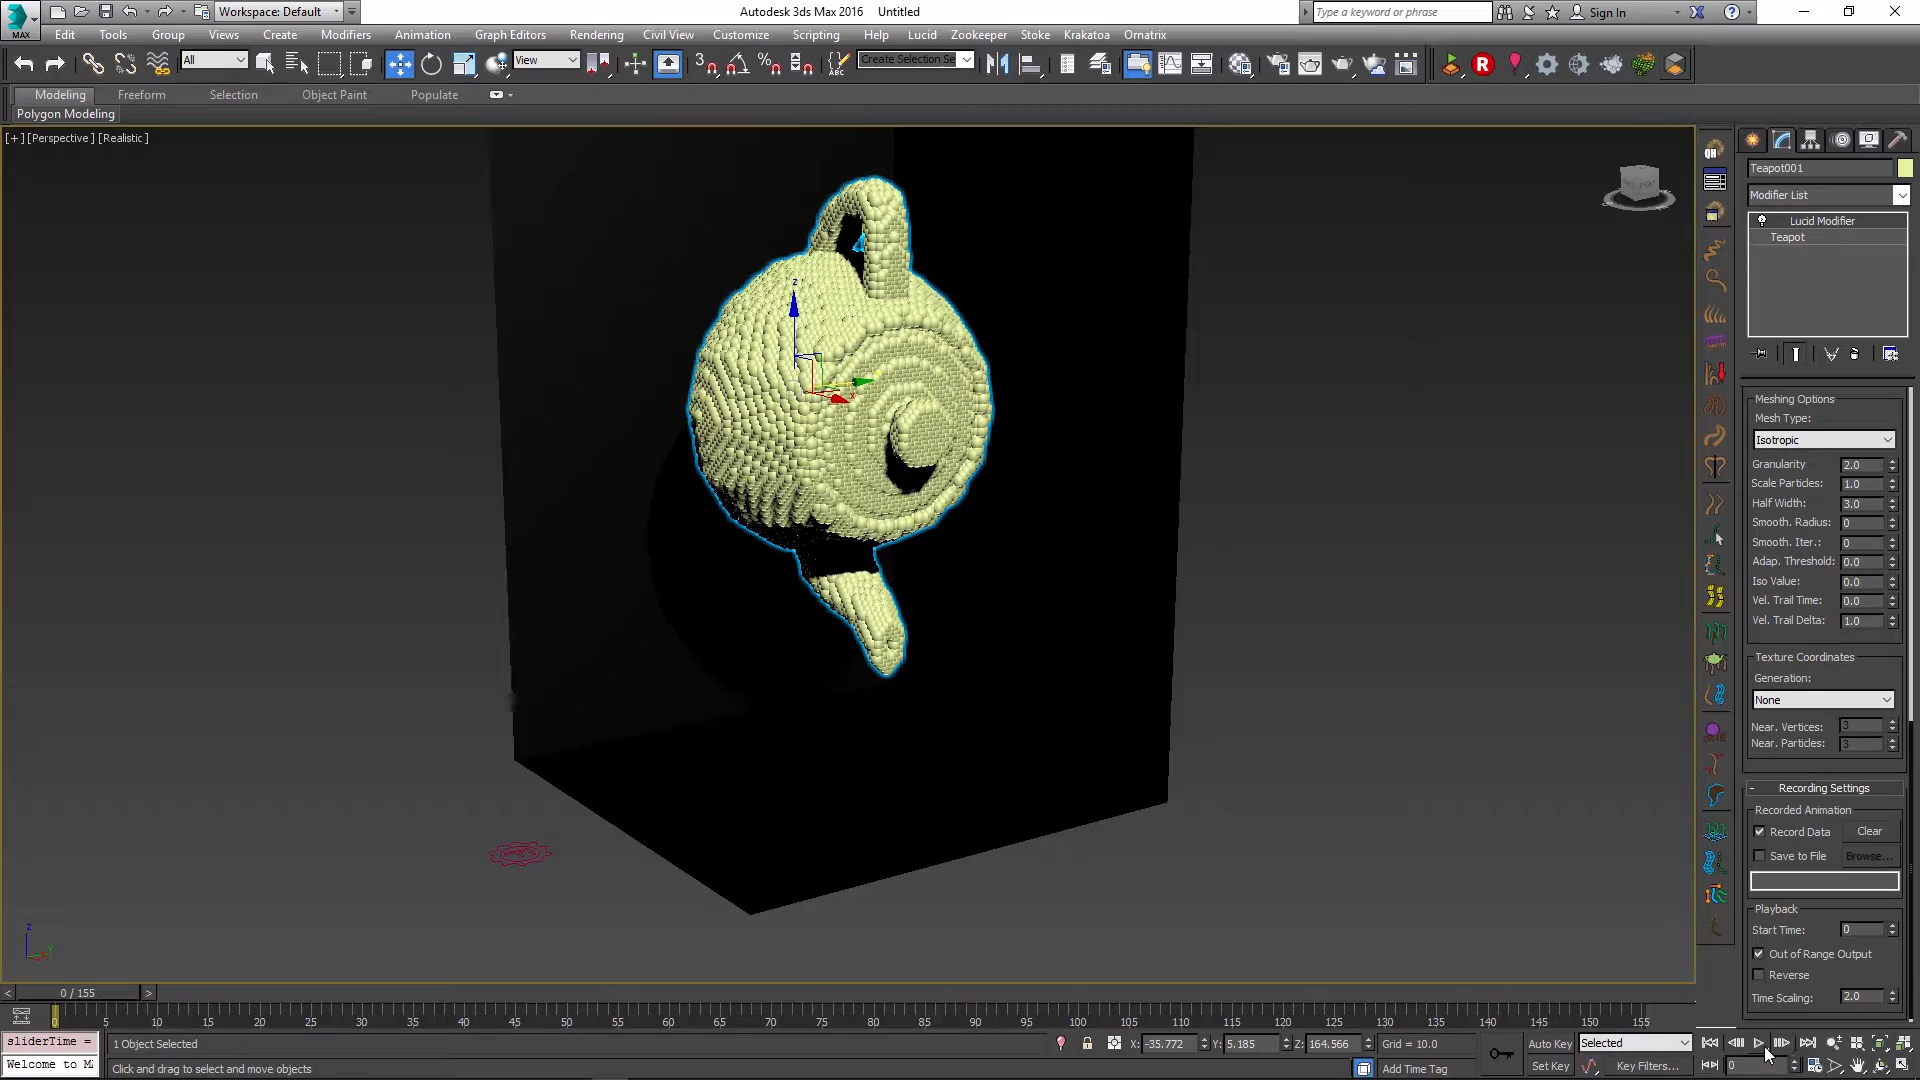 MAX
Workspace: Default
Autodesk 3ds Max 2016 Untitled
Type a keyword or phrase
Sign In
Edit Tools Group Views Create Modifiers Animation Graph Editors Rendering Civil View Customize Scripting Help Lucid Zookeeper Stoke Krakatoa Ornatrix
All
View
3
ABC
Create Selection Se
Modeling Freeform Selection Object Paint Populate
Polygon Modeling
[+] [Perspective ] [Realistic ]
QH
Teapot001
Modifier List
Lucid Modifier
Teapot
Meshing Options
Mesh Type:
Isotropic
Granularity 2.0
Scale Particles: 1.0
Half Width: 3.0
Smooth. Radius: 0
Smooth. Iter.: 0
Adap. Threshold: 0.0
Iso Value: 0.0
Vel. Trail Time: 0.0
Vel. Trail Delta: 1.0
Texture Coordinates
Generation:
None
Near. Vertices: 3
Near. Particles: 3
- Recording Settings
Recorded Animation
Record Data Clear
Save to File Browse...
Playback
Start Time: 0
Out of Range Output
Reverse
Time Scaling: 2.0
z
x
z
y
< 0 / 155 >
0 5 10 15 20 25 30 35 40 45 50 55 60 65 70 75 80 85 90 95 100 105 110 115 120 125 130 135 140 145 150 155
sliderTime =
Welcome to M
1 Object Selected
Click and drag to select and move objects
X: -35.772 Y: 5.185 Z: 164.566 Grid = 10.0
Add Time Tag
Auto Key Selected
Set Key Key Filters...
0